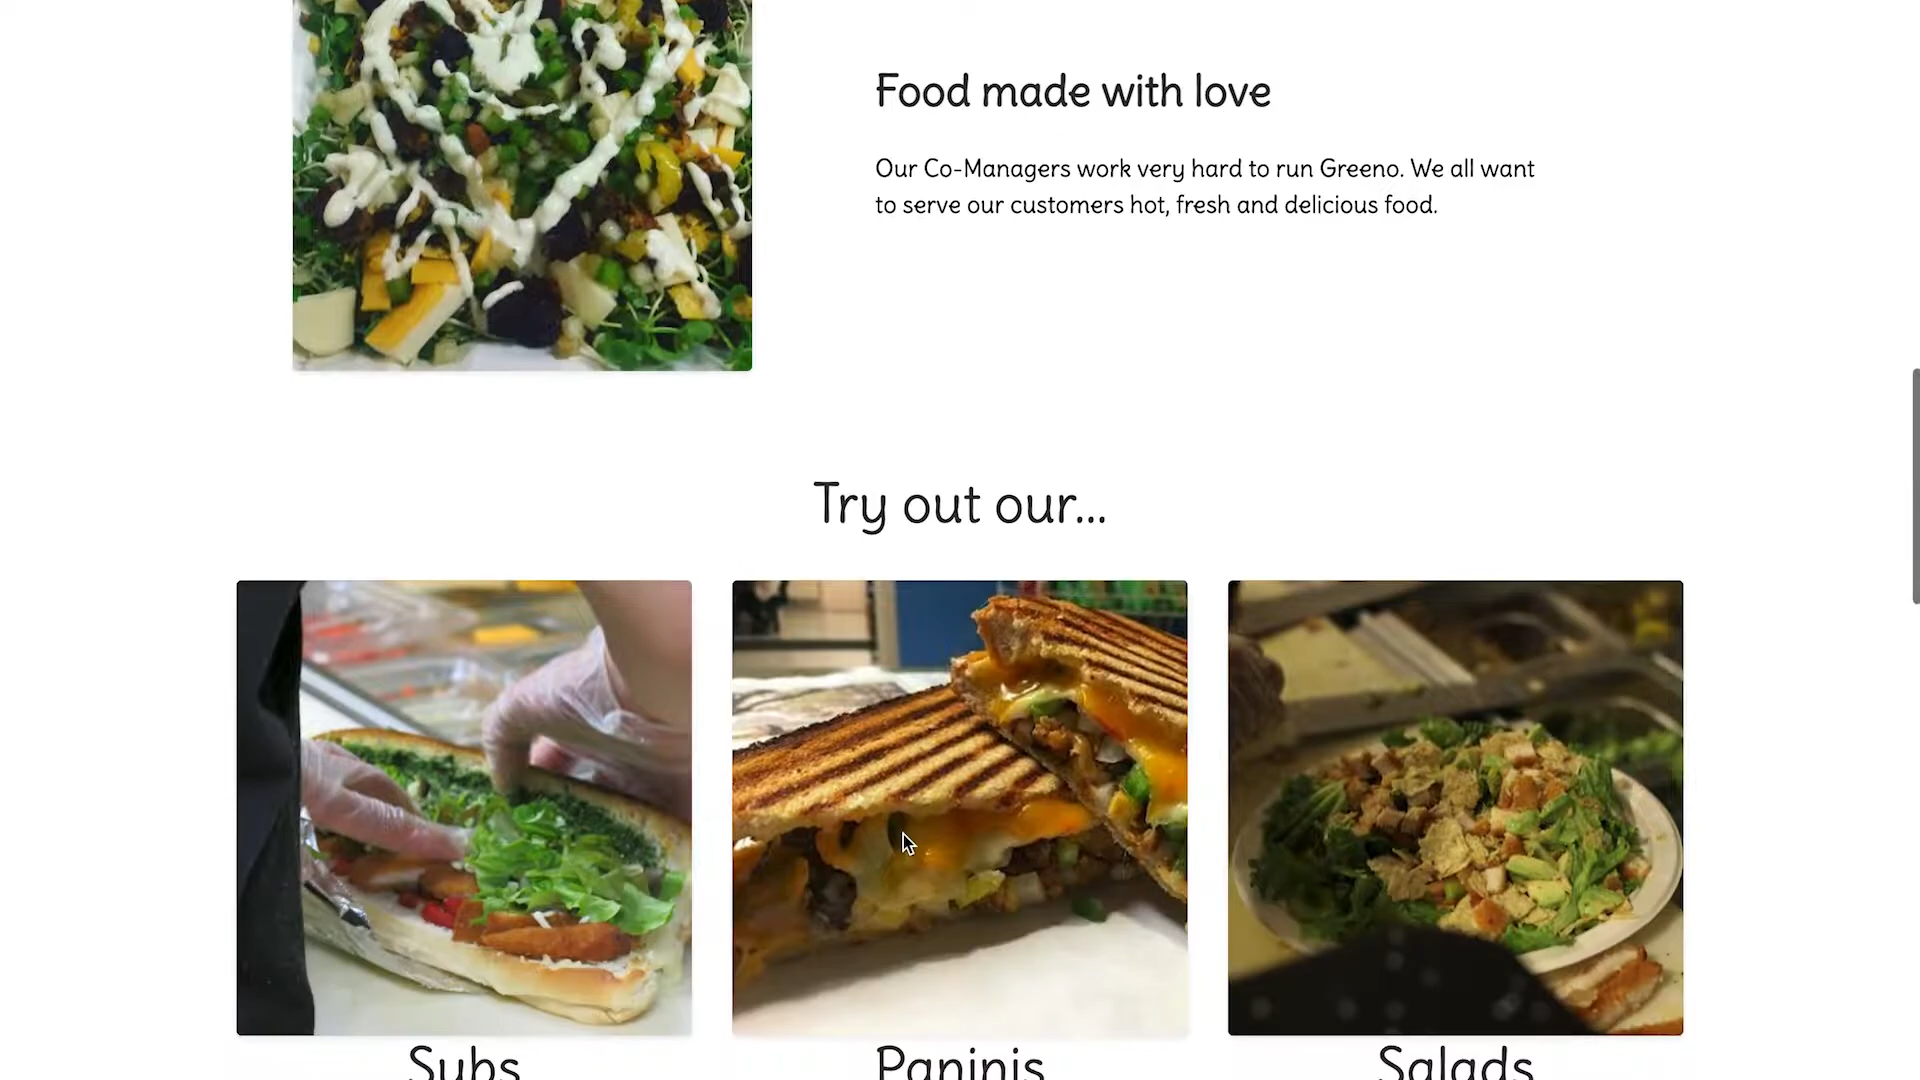 Food made with love
Our Co-Managers work very hard to run Greeno. We all want
to serve our customers hot, fresh and delicious food.
Try out our...
Subs
Paninis
Salads